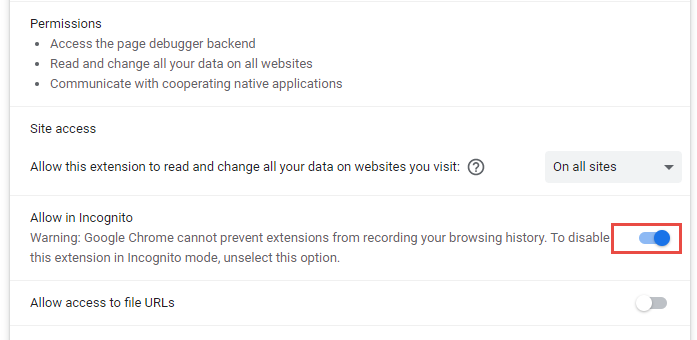 Permissions
• Access the page debugger backend
• Read and change all your data on all websites
• Communicate with cooperating native applications
Site access
Allow this extension to read and change all your data on websites you visit: ? On all sites
Allow in Incognito
Warning: Google Chrome cannot prevent extensions from recording your browsing history. To disable
this extension in Incognito mode, unselect this option.
Allow access to file URLs